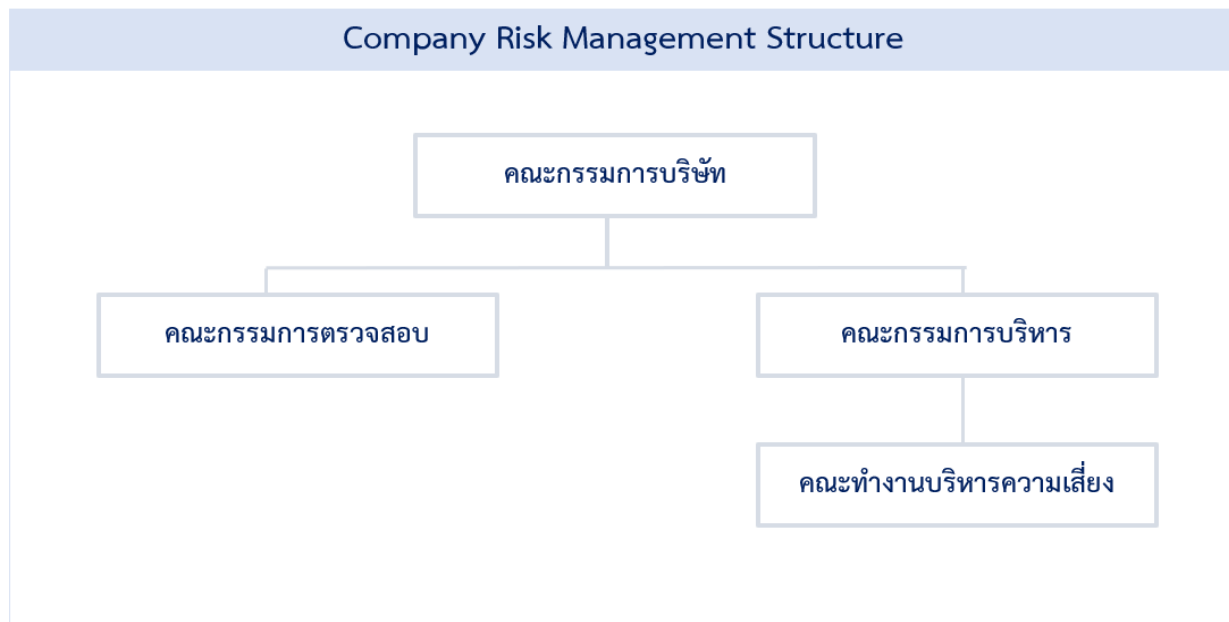 Company Risk Management Structure
คณะกรรมการบริษัท
คณะกรรมการตรวจสอบ
คณะกรรมการบริหาร
คณะทำงานบริหารความเสี่ยง